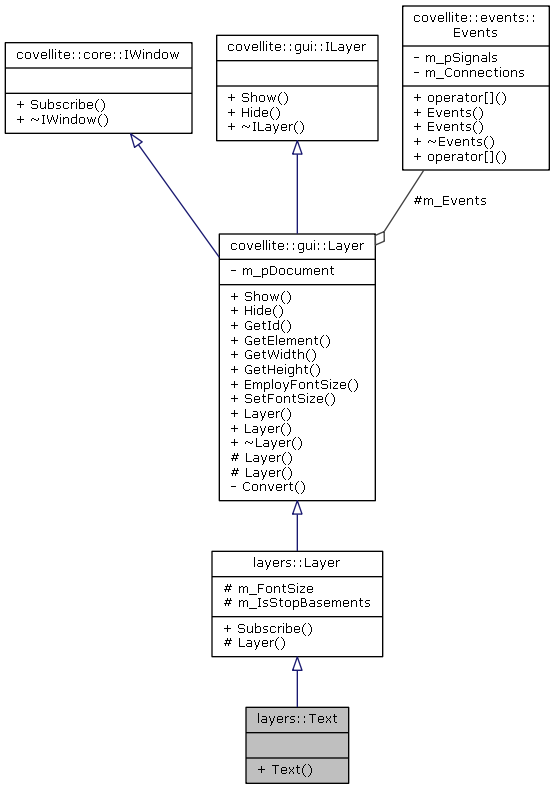 covellite::core::IWindow
+ Subscribe()
+ ~IWindow()
covellite::gui::ILayer
+ Show()
+ Hide()
+ ~ILayer()
covellite::events::
Events
- m_pSignals
- m_Connections
+ operator[]()
+ Events()
+ Events()
+ ~Events()
+ operator[]()
#m_Events
covellite::gui::Layer
- m_pDocument
+ Show()
+ Hide()
+ GetId()
+ GetElement()
+ GetWidth()
+ GetHeight()
+ EmployFontSize()
+ SetFontSize()
+ Layer()
+ Layer()
+ ~Layer()
# Layer()
# Layer()
- Convert()
layers::Layer
# m_FontSize
# m_IsStopBasements
+ Subscribe()
# Layer()
layers::Text
+ Text()